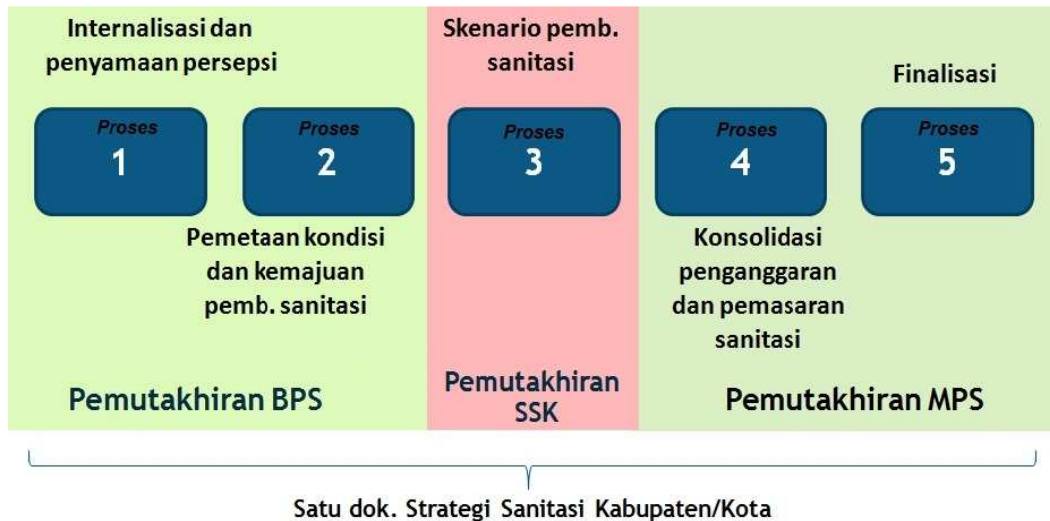 Internalisasi dan
penyamaan persepsi
Skenario pemb.
sanitasi
Finalisasi
Proses
1
Proses
2
Proses
3
Proses
4
Proses
5
Pemetaan kondisi
dan kemajuan
pemb. sanitasi
Konsolidasi
penganggaran
dan pemasaran
sanitasi
Pemutakhiran BPS
Pemutakhiran
SSK
Pemutakhiran MPS
Satu dok. Strategi Sanitasi Kabupaten/Kota